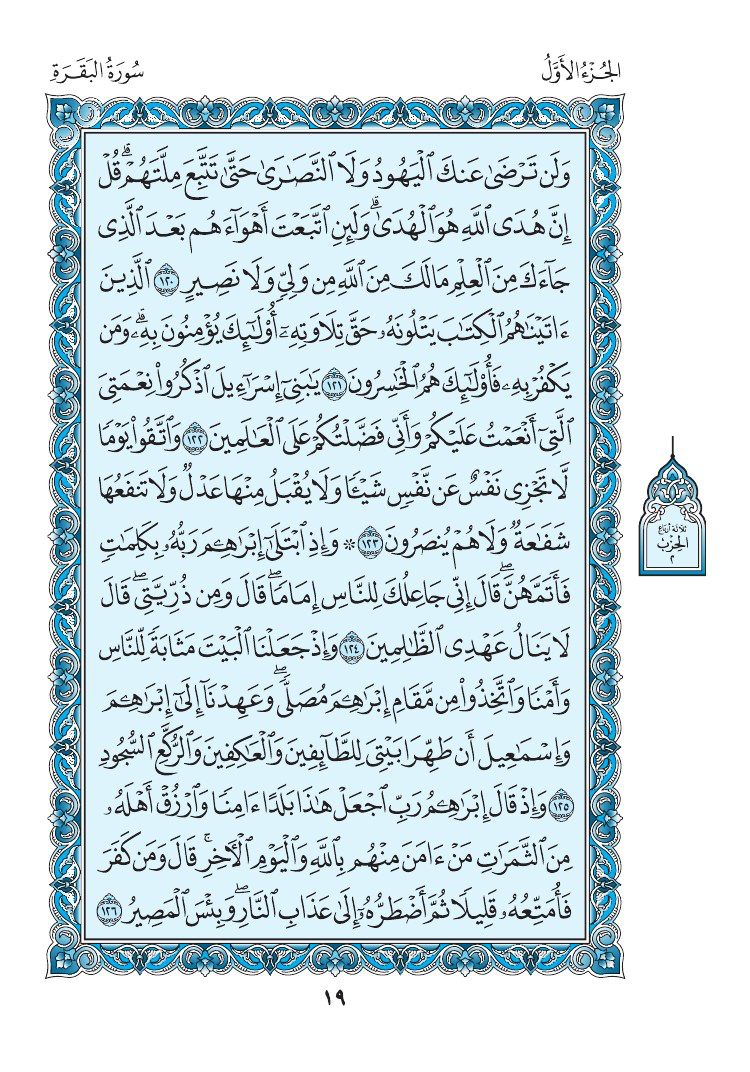 الجُزْءُ الأَوَّلُ
سُورَةُ البَقَرَةِ
وَلَن تَرْضَىٰ عَنكَ ٱلْيَهُودُ وَلَا ٱلنَّصَٰرَىٰ حَتَّىٰ تَتَّبِعَ مِلَّتَهُمْۗ قُلْ
إِنَّ هُدَى ٱللَّهِ هُوَ ٱلْهُدَىٰۗ وَلَئِنِ ٱتَّبَعْتَ أَهْوَآءَهُم بَعْدَ ٱلَّذِى
جَآءَكَ مِنَ ٱلْعِلْمِ مَالَكَ مِنَ ٱللَّهِ مِن وَلِىٍّ وَلَا نَصِيرٍ ١٢٠ ٱلَّذِينَ
ءَاتَيْنَٰهُمُ ٱلْكِتَٰبَ يَتْلُونَهُۥ حَقَّ تِلَاوَتِهِۦٓ أُو۟لَٰٓئِكَ يُؤْمِنُونَ بِهِۦۗ وَمَن
يَكْفُرْ بِهِۦ فَأُو۟لَٰٓئِكَ هُمُ ٱلْخَٰسِرُونَ ١٢١ يَٰبَنِىٓ إِسْرَٰٓءِيلَ ٱذْكُرُوا۟ نِعْمَتِىَ
ٱلَّتِىٓ أَنْعَمْتُ عَلَيْكُمْ وَأَنِّى فَضَّلْتُكُمْ عَلَى ٱلْعَٰلَمِينَ ١٢٢ وَٱتَّقُوا۟ يَوْمًا
لَّا تَجْزِى نَفْسٌ عَن نَّفْسٍ شَيْـًٔا وَلَا يُقْبَلُ مِنْهَا عَدْلٌ وَلَا تَنفَعُهَا
شَفَٰعَةٌ وَلَا هُمْ يُنصَرُونَ ١٢٣ ۞ وَإِذِ ٱبْتَلَىٰٓ إِبْرَٰهِـۧمَ رَبُّهُۥ بِكَلِمَٰتٍ
فَأَتَمَّهُنَّۖ قَالَ إِنِّى جَاعِلُكَ لِلنَّاسِ إِمَامًاۖ قَالَ وَمِن ذُرِّيَّتِىۖ قَالَ
لَا يَنَالُ عَهْدِى ٱلظَّٰلِمِينَ ١٢٤ وَإِذْ جَعَلْنَا ٱلْبَيْتَ مَثَابَةً لِّلنَّاسِ
وَأَمْنًا وَٱتَّخِذُوا۟ مِن مَّقَامِ إِبْرَٰهِـۧمَ مُصَلًّىۖ وَعَهِدْنَآ إِلَىٰٓ إِبْرَٰهِـۧمَ
وَإِسْمَٰعِيلَ أَن طَهِّرَا بَيْتِىَ لِلطَّآئِفِينَ وَٱلْعَٰكِفِينَ وَٱلرُّكَّعِ ٱلسُّجُودِ
١٢٥ وَإِذْ قَالَ إِبْرَٰهِـۧمُ رَبِّ ٱجْعَلْ هَٰذَا بَلَدًا ءَامِنًا وَٱرْزُقْ أَهْلَهُۥ
مِنَ ٱلثَّمَرَٰتِ مَنْ ءَامَنَ مِنْهُم بِٱللَّهِ وَٱلْيَوْمِ ٱلْءَاخِرِۚ قَالَ وَمَن كَفَرَ
فَأُمَتِّعُهُۥ قَلِيلًا ثُمَّ أَضْطَرُّهُۥٓ إِلَىٰ عَذَابِ ٱلنَّارِۖ وَبِئْسَ ٱلْمَصِيرُ ١٢٦
ثلاثة أرباع
الحزب
٢
١٩